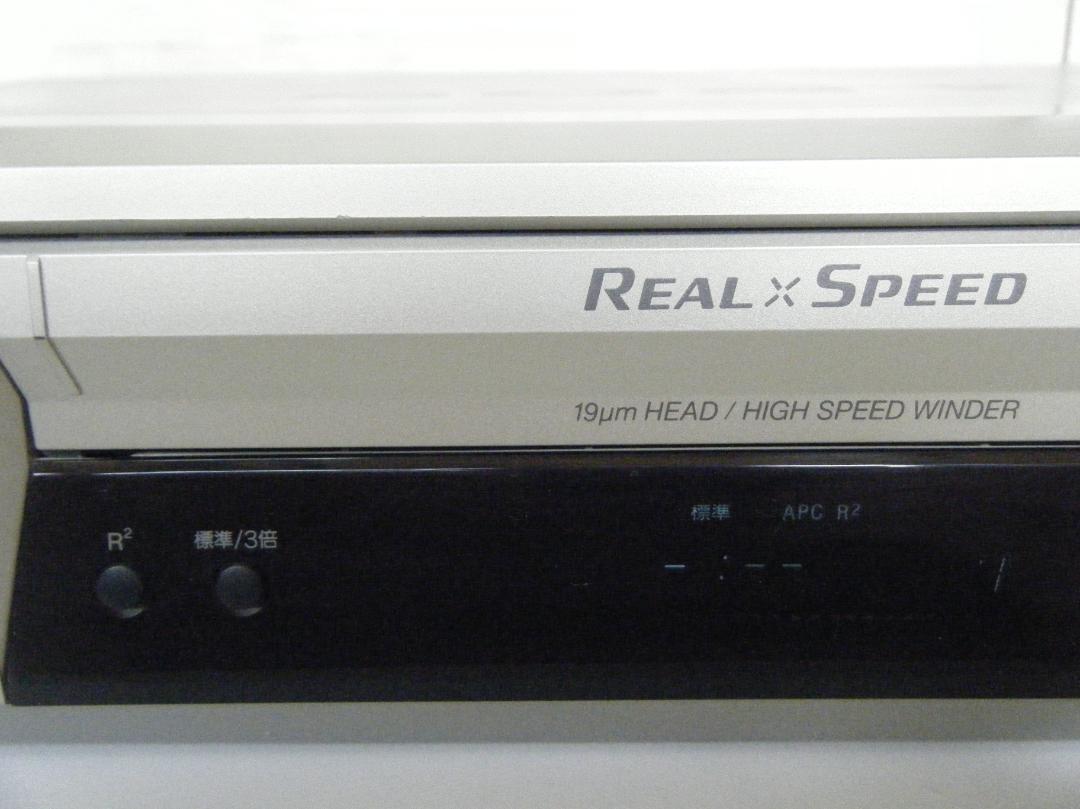 REAL × SPEED
19µm HEAD / HIGH SPEED WINDER
標準 APC R²
R² 標準/3倍
- : - -